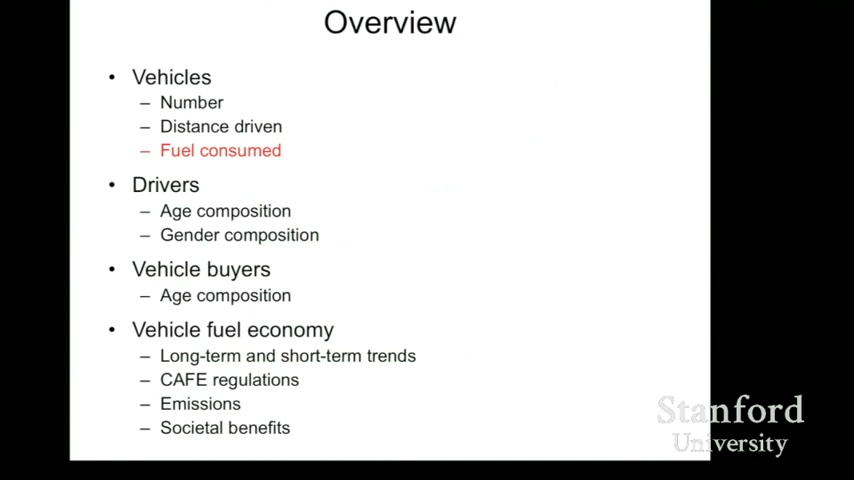 Overview
• Vehicles
– Number
– Distance driven
– Fuel consumed
• Drivers
– Age composition
– Gender composition
• Vehicle buyers
– Age composition
• Vehicle fuel economy
– Long-term and short-term trends
– CAFE regulations
– Emissions
– Societal benefits
Stanford
University